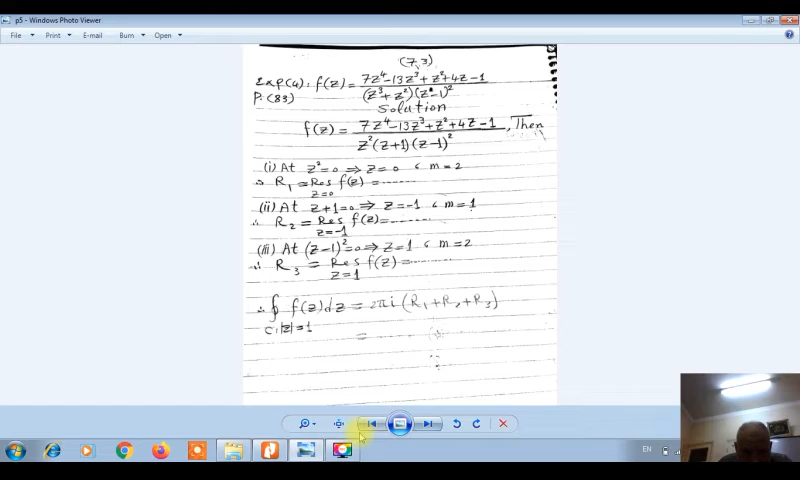 p5 - Windows Photo Viewer
File Print E-mail Burn Open
(73)
Exp(4): f(z) = 7z⁴-13z³+z²+4z-1 / (z³+z²)(z-1)²
P.(83)
Solution
f(z) = 7z⁴-13z³+z²+4z-1 / z²(z+1)(z-1)² , Then
(i) At z²=0 ⇒ z=0 , m=2
∴ R₁ = Res f(z) = ........
z=0
(ii) At z+1=0 ⇒ z=-1 , m=1
∴ R₂ = Res f(z) = ........
z=-1
(iii) At (z-1)²=0 ⇒ z=1 , m=2
∴ R₃ = Res f(z) = ........
z=1
∴ ∮ f(z)dz = 2πi (R₁+R₂+R₃)
C:|z|=1
= ........
EN